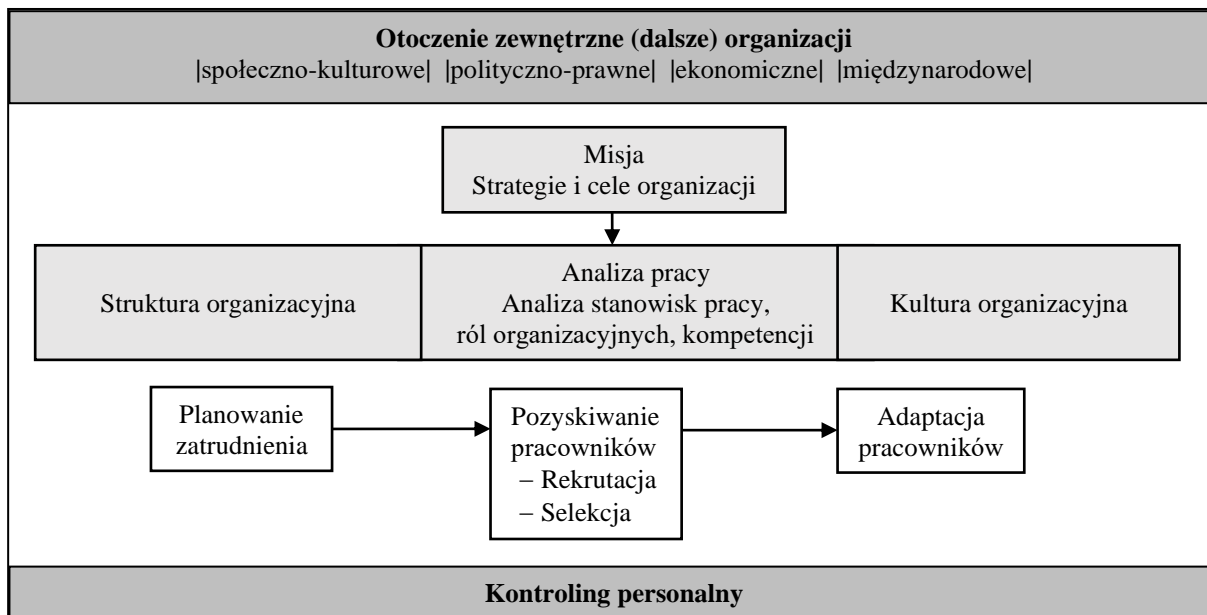 Otoczenie zewnętrzne (dalsze) organizacji
|społeczno-kulturowe| |polityczno-prawne| |ekonomiczne| |międzynarodowe|
Misja
Strategie i cele organizacji
Struktura organizacyjna
Analiza pracy
Analiza stanowisk pracy,
ról organizacyjnych, kompetencji
Kultura organizacyjna
Planowanie
zatrudnienia
Pozyskiwanie
pracowników
– Rekrutacja
– Selekcja
Adaptacja
pracowników
Kontroling personalny